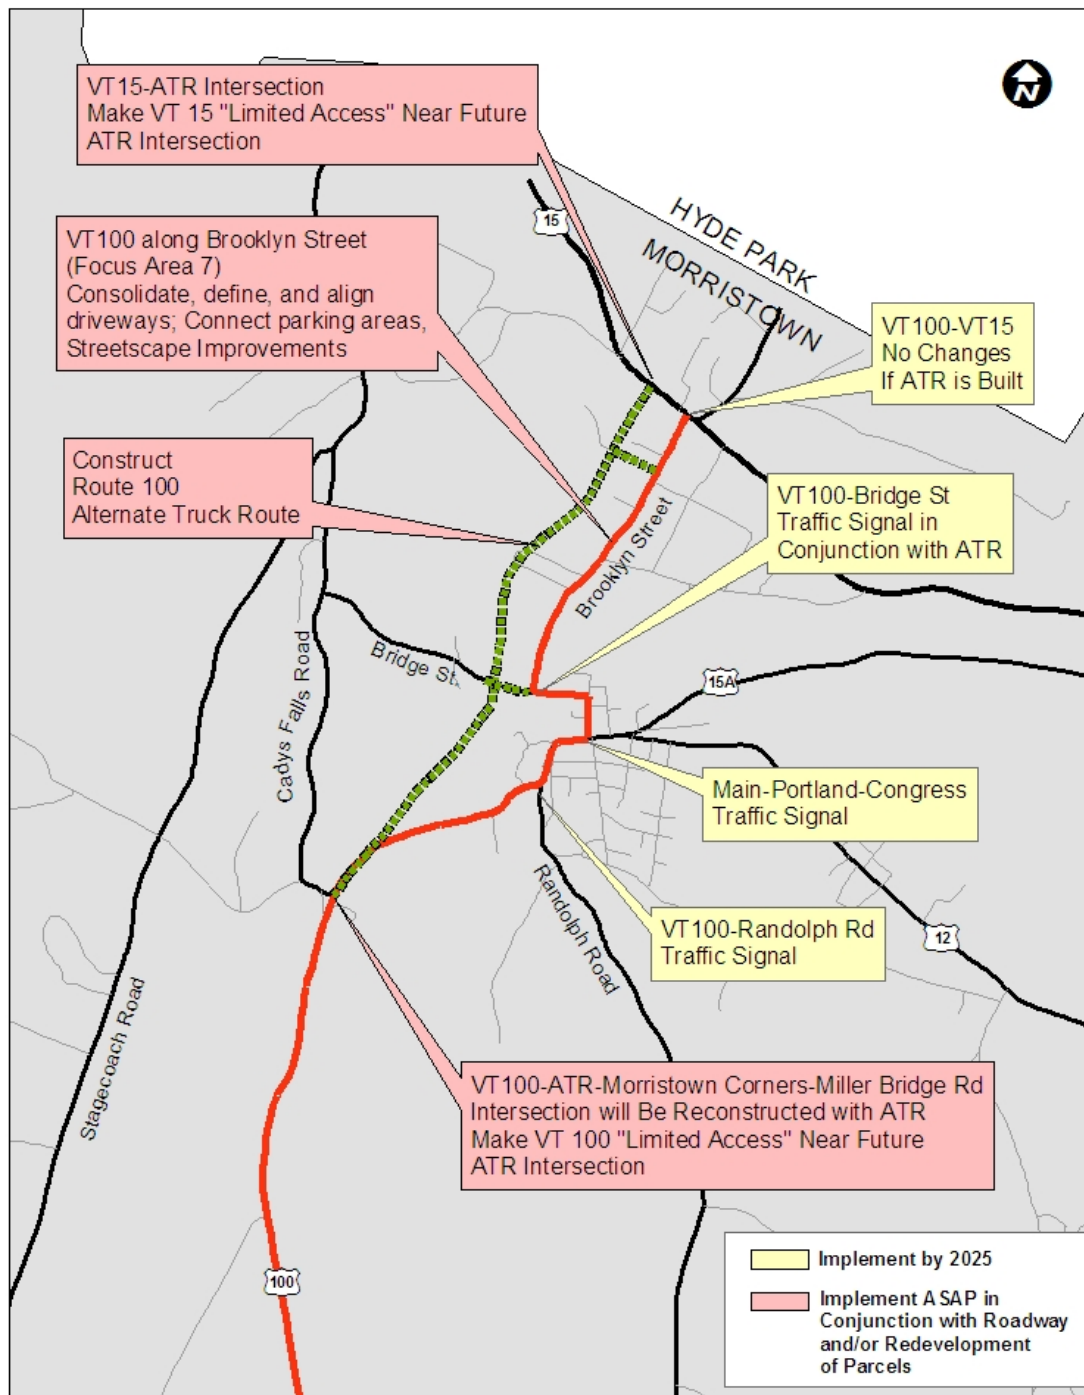 N
VT15-ATR Intersection
Make VT 15 "Limited Access" Near Future
ATR Intersection
15
HYDE PARK
MORRISTOWN
VT100 along Brooklyn Street
(Focus Area 7)
Consolidate, define, and align
driveways; Connect parking areas,
Streetscape Improvements
VT100-VT15
No Changes
If ATR is Built
Construct
Route 100
Alternate Truck Route
VT100-Bridge St
Traffic Signal in
Conjunction with ATR
Brooklyn Street
Bridge St.
Cadys Falls Road
15A
Main-Portland-Congress
Traffic Signal
Randolph Road
VT100-Randolph Rd
Traffic Signal
12
Stagecoach Road
VT100-ATR-Morristown Corners-Miller Bridge Rd
Intersection will Be Reconstructed with ATR
Make VT 100 "Limited Access" Near Future
ATR Intersection
100
Implement by 2025
Implement ASAP in
Conjunction with Roadway
and/or Redevelopment
of Parcels